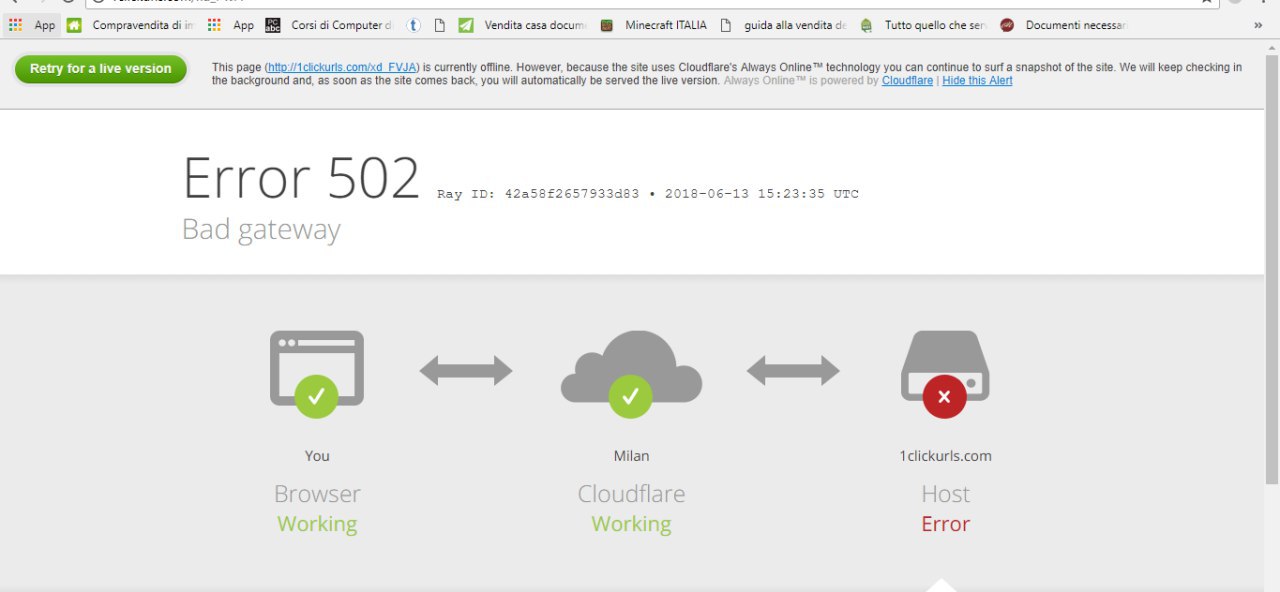 App Compravendita di im App Corsi di Computer di Vendita casa docume Minecraft ITALIA guida alla vendita de Tutto quello che serv Documenti necessari »
Retry for a live version
This page (http://1clickurls.com/xd_FVJA) is currently offline. However, because the site uses Cloudflare's Always Online™ technology you can continue to surf a snapshot of the site. We will keep checking in
the background and, as soon as the site comes back, you will automatically be served the live version. Always Online™ is powered by Cloudflare | Hide this Alert
Error 502 Ray ID: 42a58f2657933d83 • 2018-06-13 15:23:35 UTC
Bad gateway
You Milan 1clickurls.com
Browser Cloudflare Host
Working Working Error